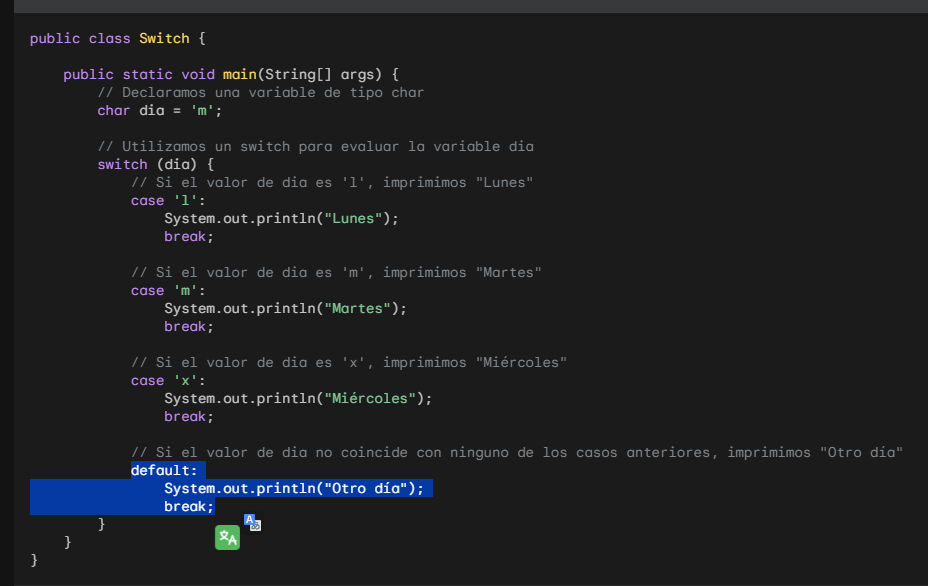 public class Switch {
public static void main(String[] args) {
// Declaramos una variable de tipo char
char dia = 'm';
// Utilizamos un switch para evaluar la variable dia
switch (dia) {
// Si el valor de dia es 'l', imprimimos "Lunes"
case 'l':
System.out.println("Lunes");
break;
// Si el valor de dia es 'm', imprimimos "Martes"
case 'm':
System.out.println("Martes");
break;
// Si el valor de dia es 'x', imprimimos "Miércoles"
case 'x':
System.out.println("Miércoles");
break;
// Si el valor de dia no coincide con ninguno de los casos anteriores, imprimimos "Otro día"
default:
System.out.println("Otro día");
break;
}
}
}